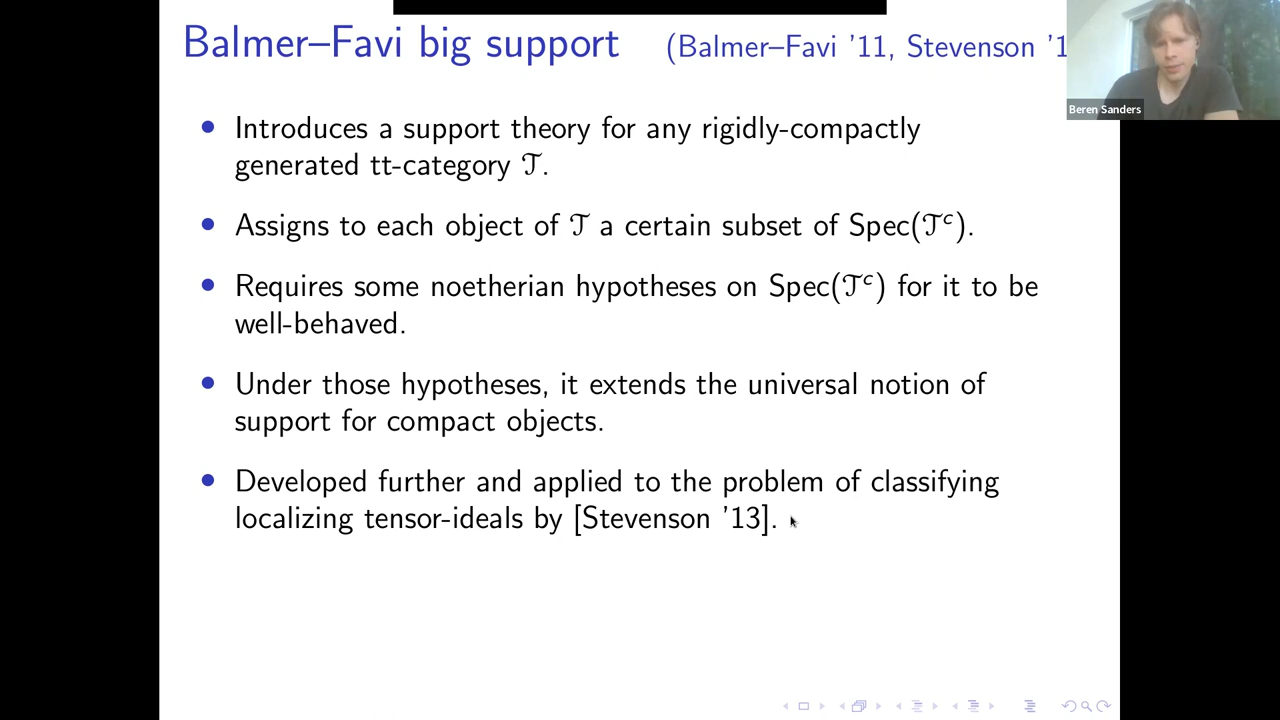 Balmer–Favi big support (Balmer–Favi '11, Stevenson '1
Beren Sanders
• Introduces a support theory for any rigidly-compactly
generated tt-category 𝒯.
• Assigns to each object of 𝒯 a certain subset of Spec(𝒯ᶜ).
• Requires some noetherian hypotheses on Spec(𝒯ᶜ) for it to be
well-behaved.
• Under those hypotheses, it extends the universal notion of
support for compact objects.
• Developed further and applied to the problem of classifying
localizing tensor-ideals by [Stevenson '13].